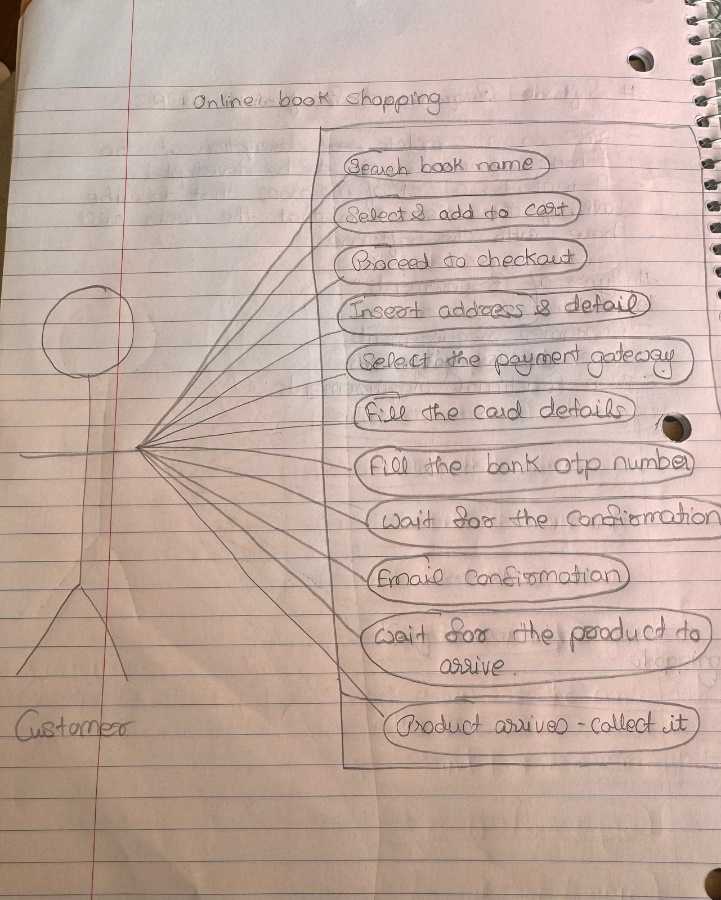 Online book shopping
Search book name
Select & add to cart.
Proceed to checkout
Insert address & detail
Select the payment gateway
Fill the card details
Fill the bank otp number
Wait for the confirmation
Email confirmation
Wait for the product to
arrive.
Product arrives - collect it
Customer